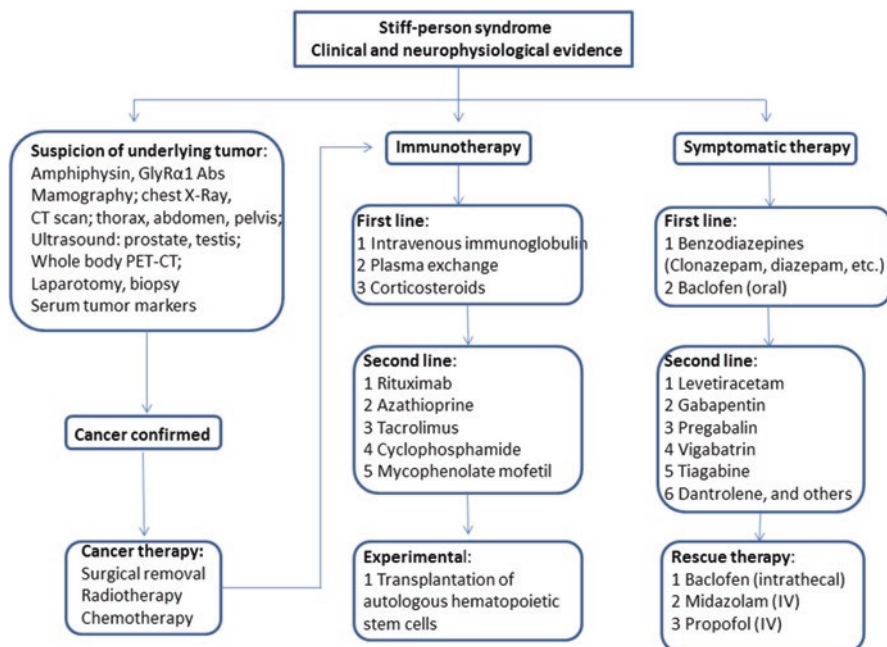 Stiff-person syndrome
Clinical and neurophysiological evidence
Suspicion of underlying tumor:
Amphiphysin, GlyRα1 Abs
Mamography; chest X-Ray,
CT scan; thorax, abdomen, pelvis;
Ultrasound: prostate, testis;
Whole body PET-CT;
Laparotomy, biopsy
Serum tumor markers
Cancer confirmed
Cancer therapy:
Surgical removal
Radiotherapy
Chemotherapy
Immunotherapy
First line:
1 Intravenous immunoglobulin
2 Plasma exchange
3 Corticosteroids
Second line:
1 Rituximab
2 Azathioprine
3 Tacrolimus
4 Cyclophosphamide
5 Mycophenolate mofetil
Experimental:
1 Transplantation of
autologous hematopoietic
stem cells
Symptomatic therapy
First line:
1 Benzodiazepines
(Clonazepam, diazepam, etc.)
2 Baclofen (oral)
Second line:
1 Levetiracetam
2 Gabapentin
3 Pregabalin
4 Vigabatrin
5 Tiagabine
6 Dantrolene, and others
Rescue therapy:
1 Baclofen (intrathecal)
2 Midazolam (IV)
3 Propofol (IV)